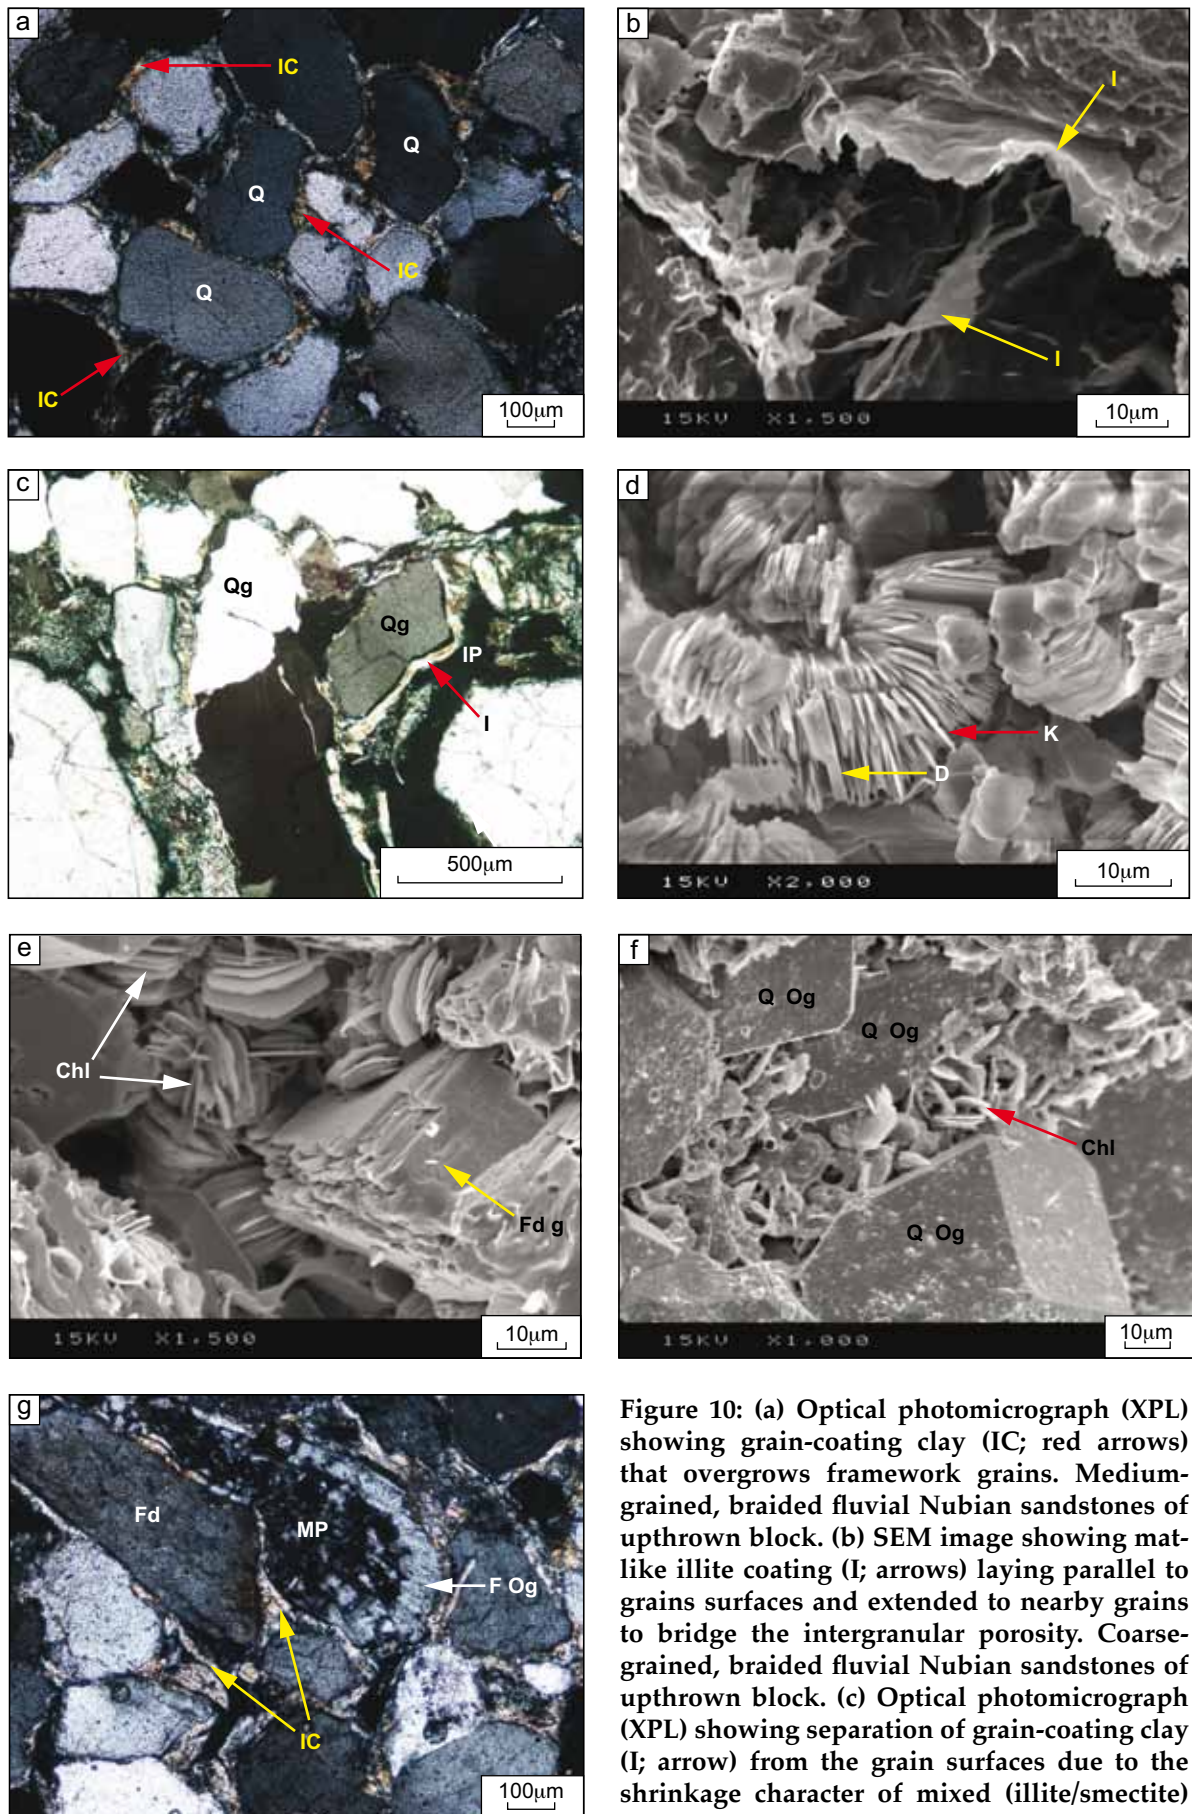 a
IC
Q
Q
IC
Q
IC
100µm
b
I
I
15KV X1,500
10µm
c
Qg
Qg
IP
I
500µm
d
K
D
15KV X2,000
10µm
e
Chl
Fd g
15KV X1,500
10µm
f
Q Og
Q Og
Chl
Q Og
15KV X1,000
10µm
g
Fd
MP
F Og
IC
100µm
Figure 10: (a) Optical photomicrograph (XPL)
showing grain-coating clay (IC; red arrows)
that overgrows framework grains. Medium-
grained, braided fluvial Nubian sandstones of
upthrown block. (b) SEM image showing mat-
like illite coating (I; arrows) laying parallel to
grains surfaces and extended to nearby grains
to bridge the intergranular porosity. Coarse-
grained, braided fluvial Nubian sandstones of
upthrown block. (c) Optical photomicrograph
(XPL) showing separation of grain-coating clay
(I; arrow) from the grain surfaces due to the
shrinkage character of mixed (illite/smectite)